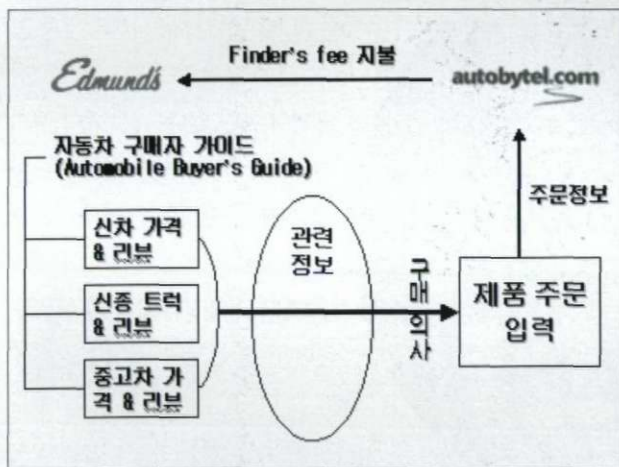 Finder's fee 지불
Edmund's
autobytel.com
자동차 구매자 가이드
(Automobile Buyer's Guide)
주문정보
신차 가격
& 리뷰
관련
정보
구매의사
제품 주문
입력
신종 트럭
& 리뷰
중고차 가
격 & 리뷰